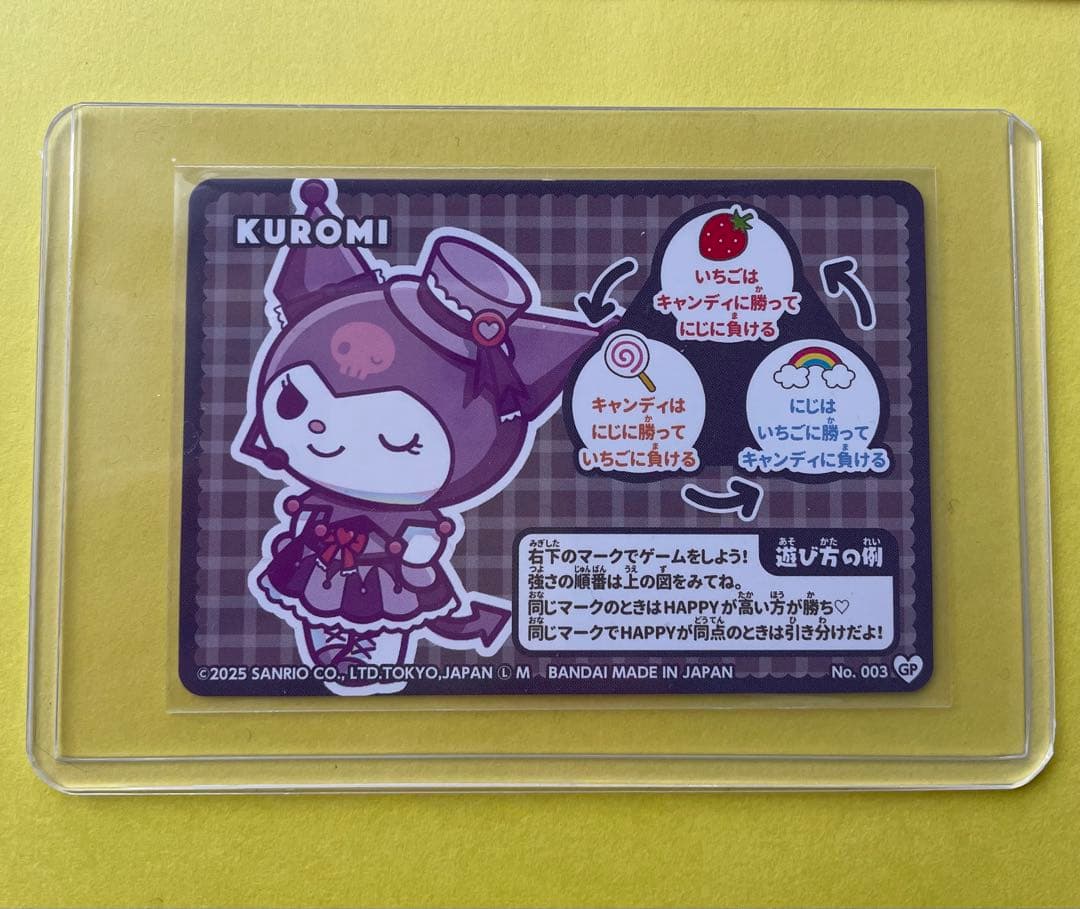 KUROMI
いちごは
キャンディに勝って
にじに負ける
キャンディは
にじに勝って
いちごに負ける
にじは
いちごに勝って
キャンディに負ける
遊び方の例
右下のマークでゲームをしよう!
強さの順番は上の図をみてね。
同じマークのときはHAPPYが高い方が勝ち♡
同じマークでHAPPYが同点のときは引き分けだよ!
©2025 SANRIO CO., LTD.TOKYO,JAPAN Ⓛ M BANDAI MADE IN JAPAN
No. 003 GP